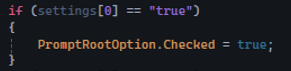 if (settings[0] == "true")
{
    PromptRootOption.Checked = true;
}